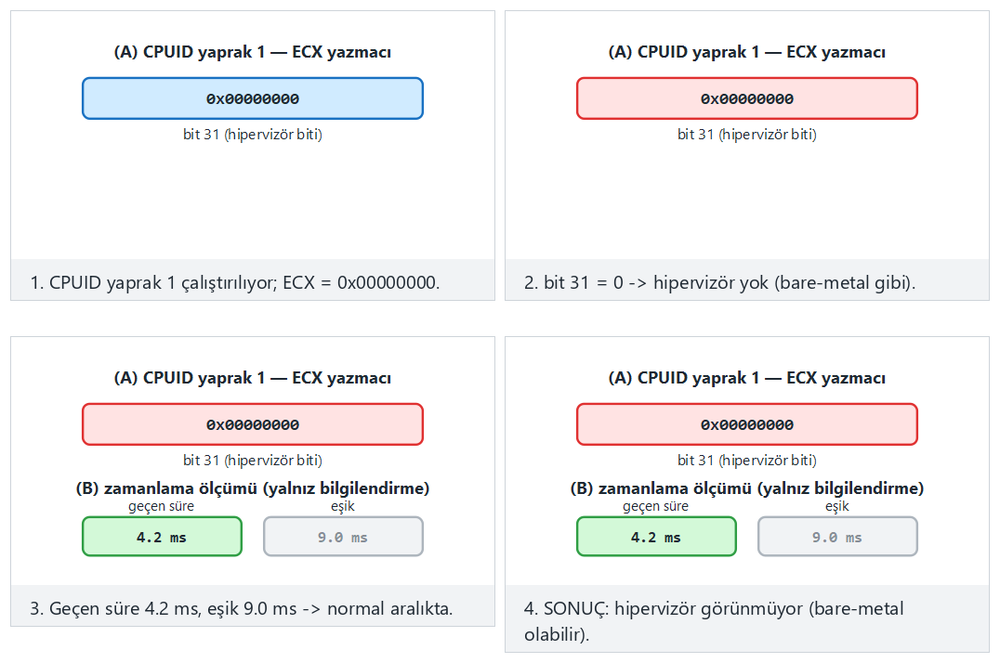 (A) CPUID yaprak 1 — ECX yazmacı
0x00000000
bit 31 (hipervizör biti)
1. CPUID yaprak 1 çalıştırılıyor; ECX = 0x00000000.
(A) CPUID yaprak 1 — ECX yazmacı
0x00000000
bit 31 (hipervizör biti)
2. bit 31 = 0 -> hipervizör yok (bare-metal gibi).
(A) CPUID yaprak 1 — ECX yazmacı
0x00000000
bit 31 (hipervizör biti)
(B) zamanlama ölçümü (yalnız bilgilendirme)
geçen süre eşik
4.2 ms 9.0 ms
3. Geçen süre 4.2 ms, eşik 9.0 ms -> normal aralıkta.
(A) CPUID yaprak 1 — ECX yazmacı
0x00000000
bit 31 (hipervizör biti)
(B) zamanlama ölçümü (yalnız bilgilendirme)
geçen süre eşik
4.2 ms 9.0 ms
4. SONUÇ: hipervizör görünmüyor (bare-metal
olabilir).